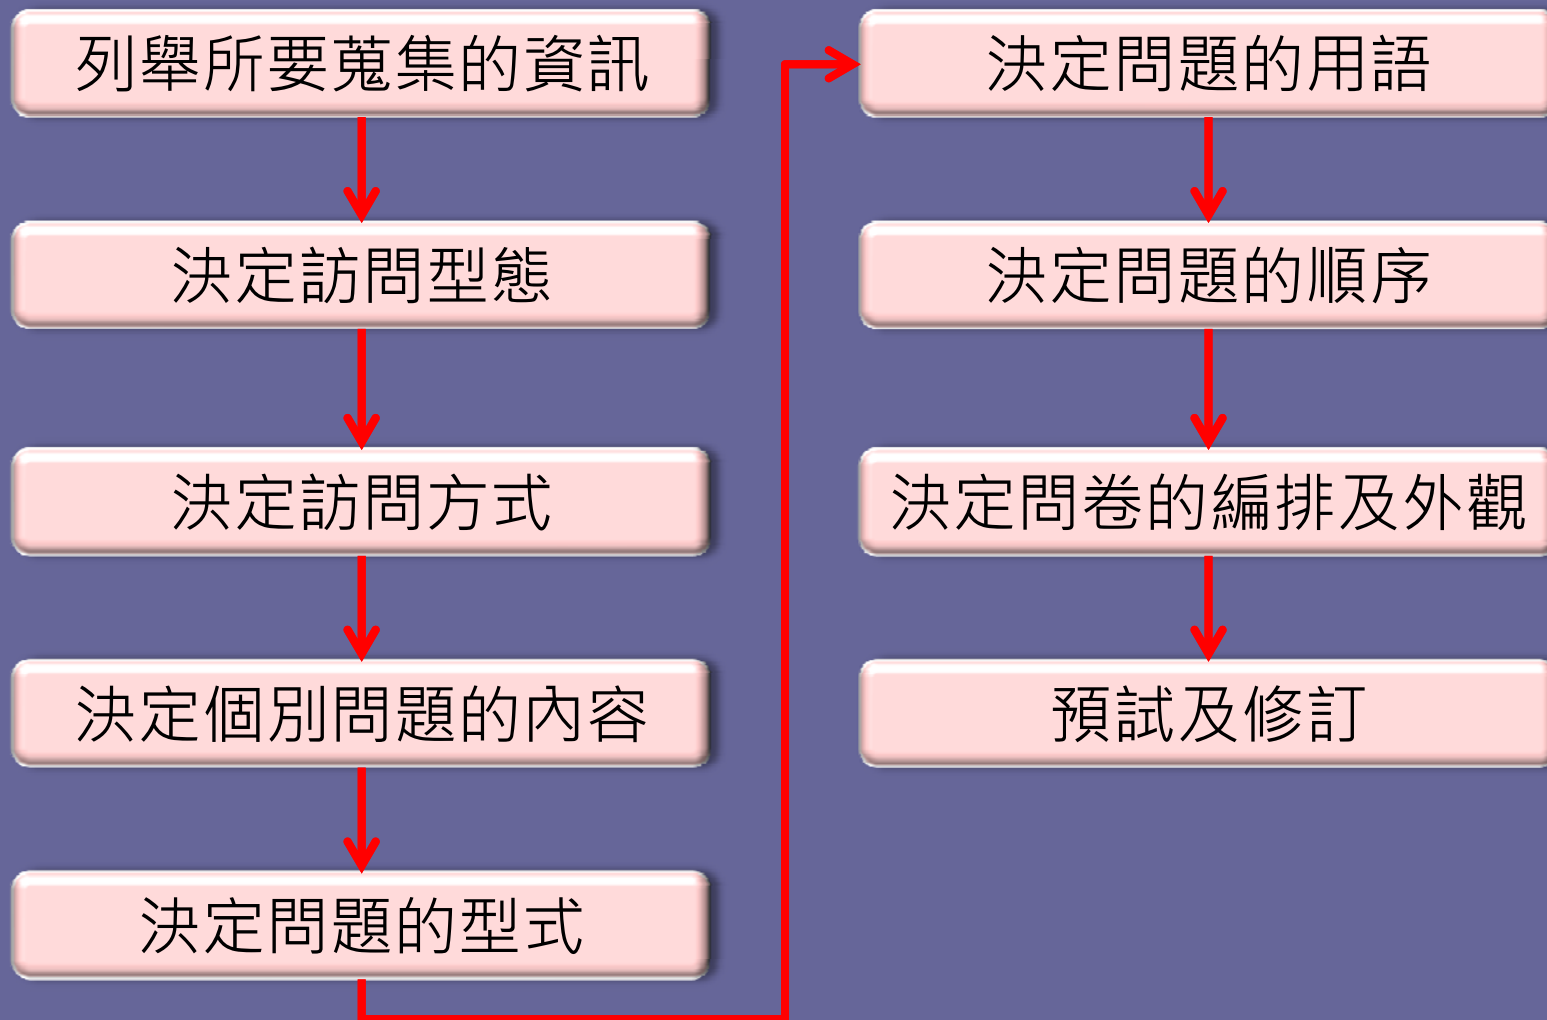 列舉所要蒐集的資訊
決定訪問型態
決定訪問方式
決定個別問題的內容
決定問題的型式
決定問題的用語
決定問題的順序
決定問卷的編排及外觀
預試及修訂